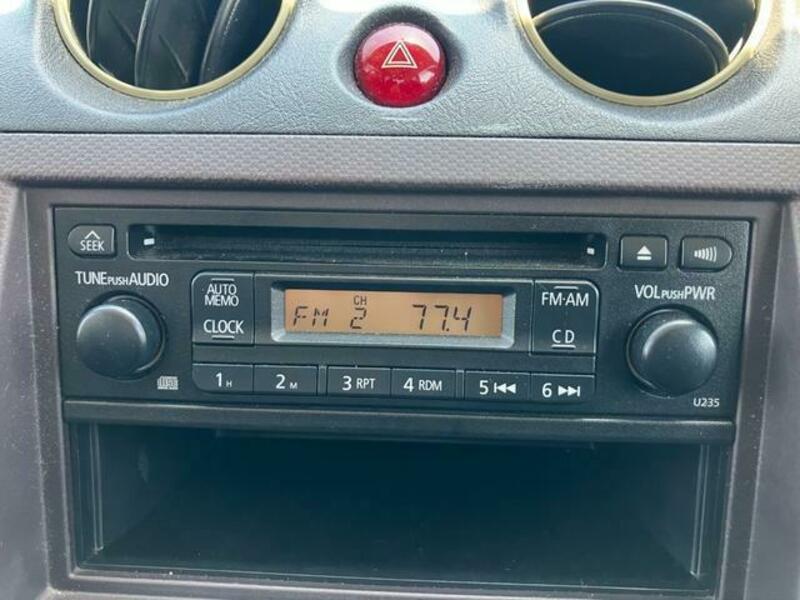 SEEK
TUNE PUSH AUDIO
AUTO
MEMO
CLOCK
FM CH 2 77.4
FM·AM
CD
VOL PUSH PWR
1 H
2 M
3 RPT
4 RDM
5
6
U235